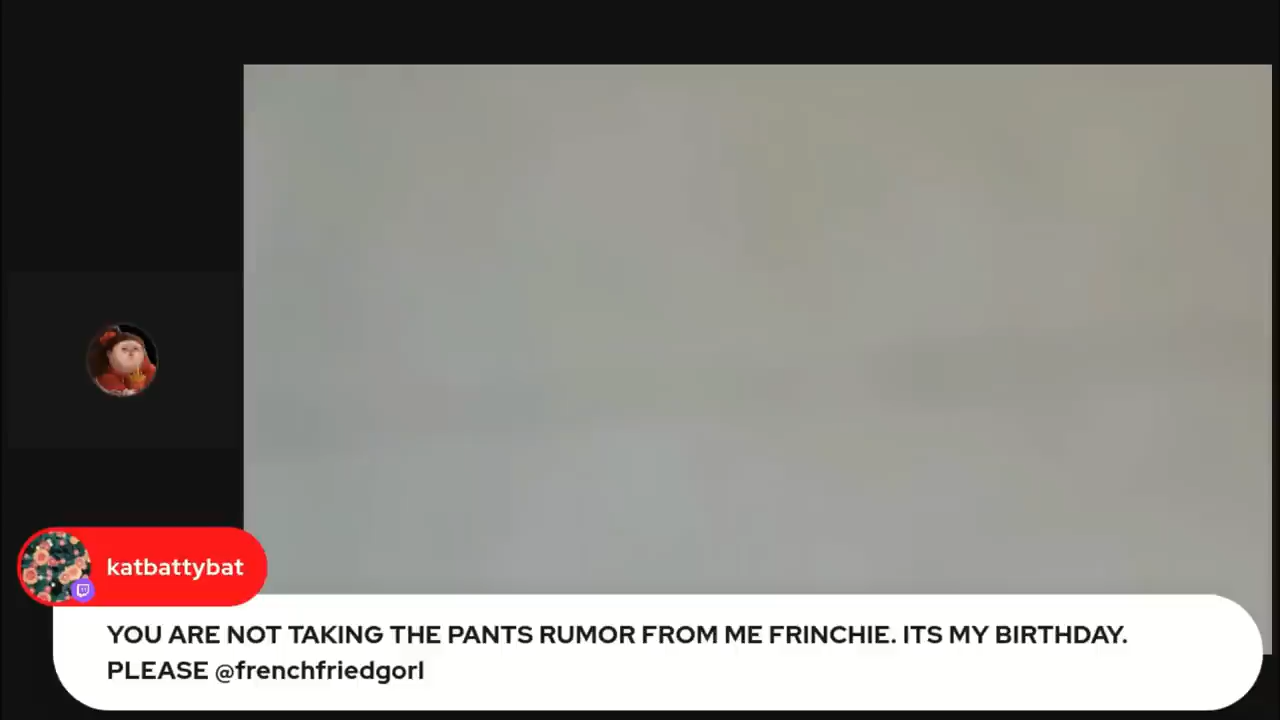 katbattybat
YOU ARE NOT TAKING THE PANTS RUMOR FROM ME FRINCHIE. ITS MY BIRTHDAY.
PLEASE @frenchfriedgorl